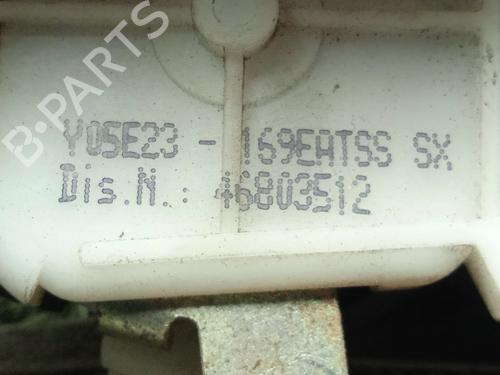 B-PARTS
Y05E23 - 169EATSS SX
Dis.N.: 46803512